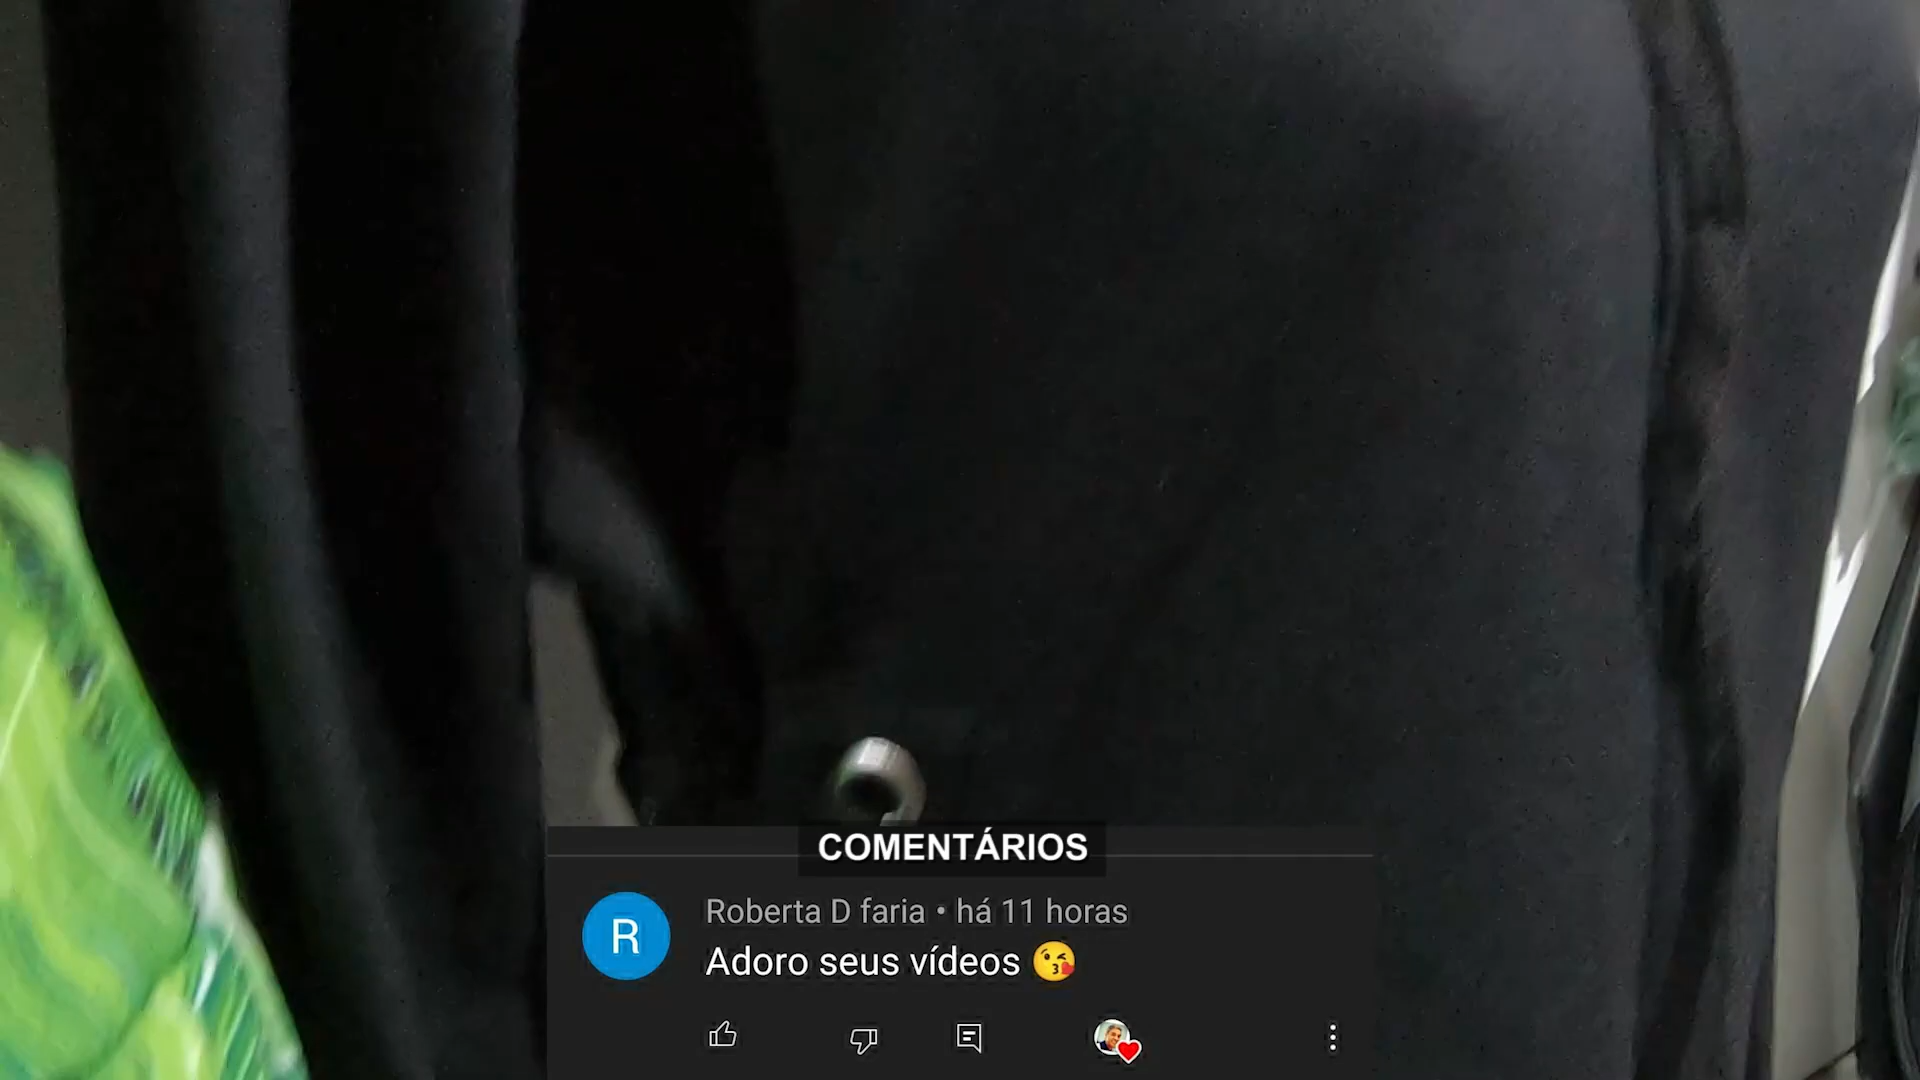 COMENTÁRIOS
R
Roberta D faria • há 11 horas
Adoro seus vídeos 😘